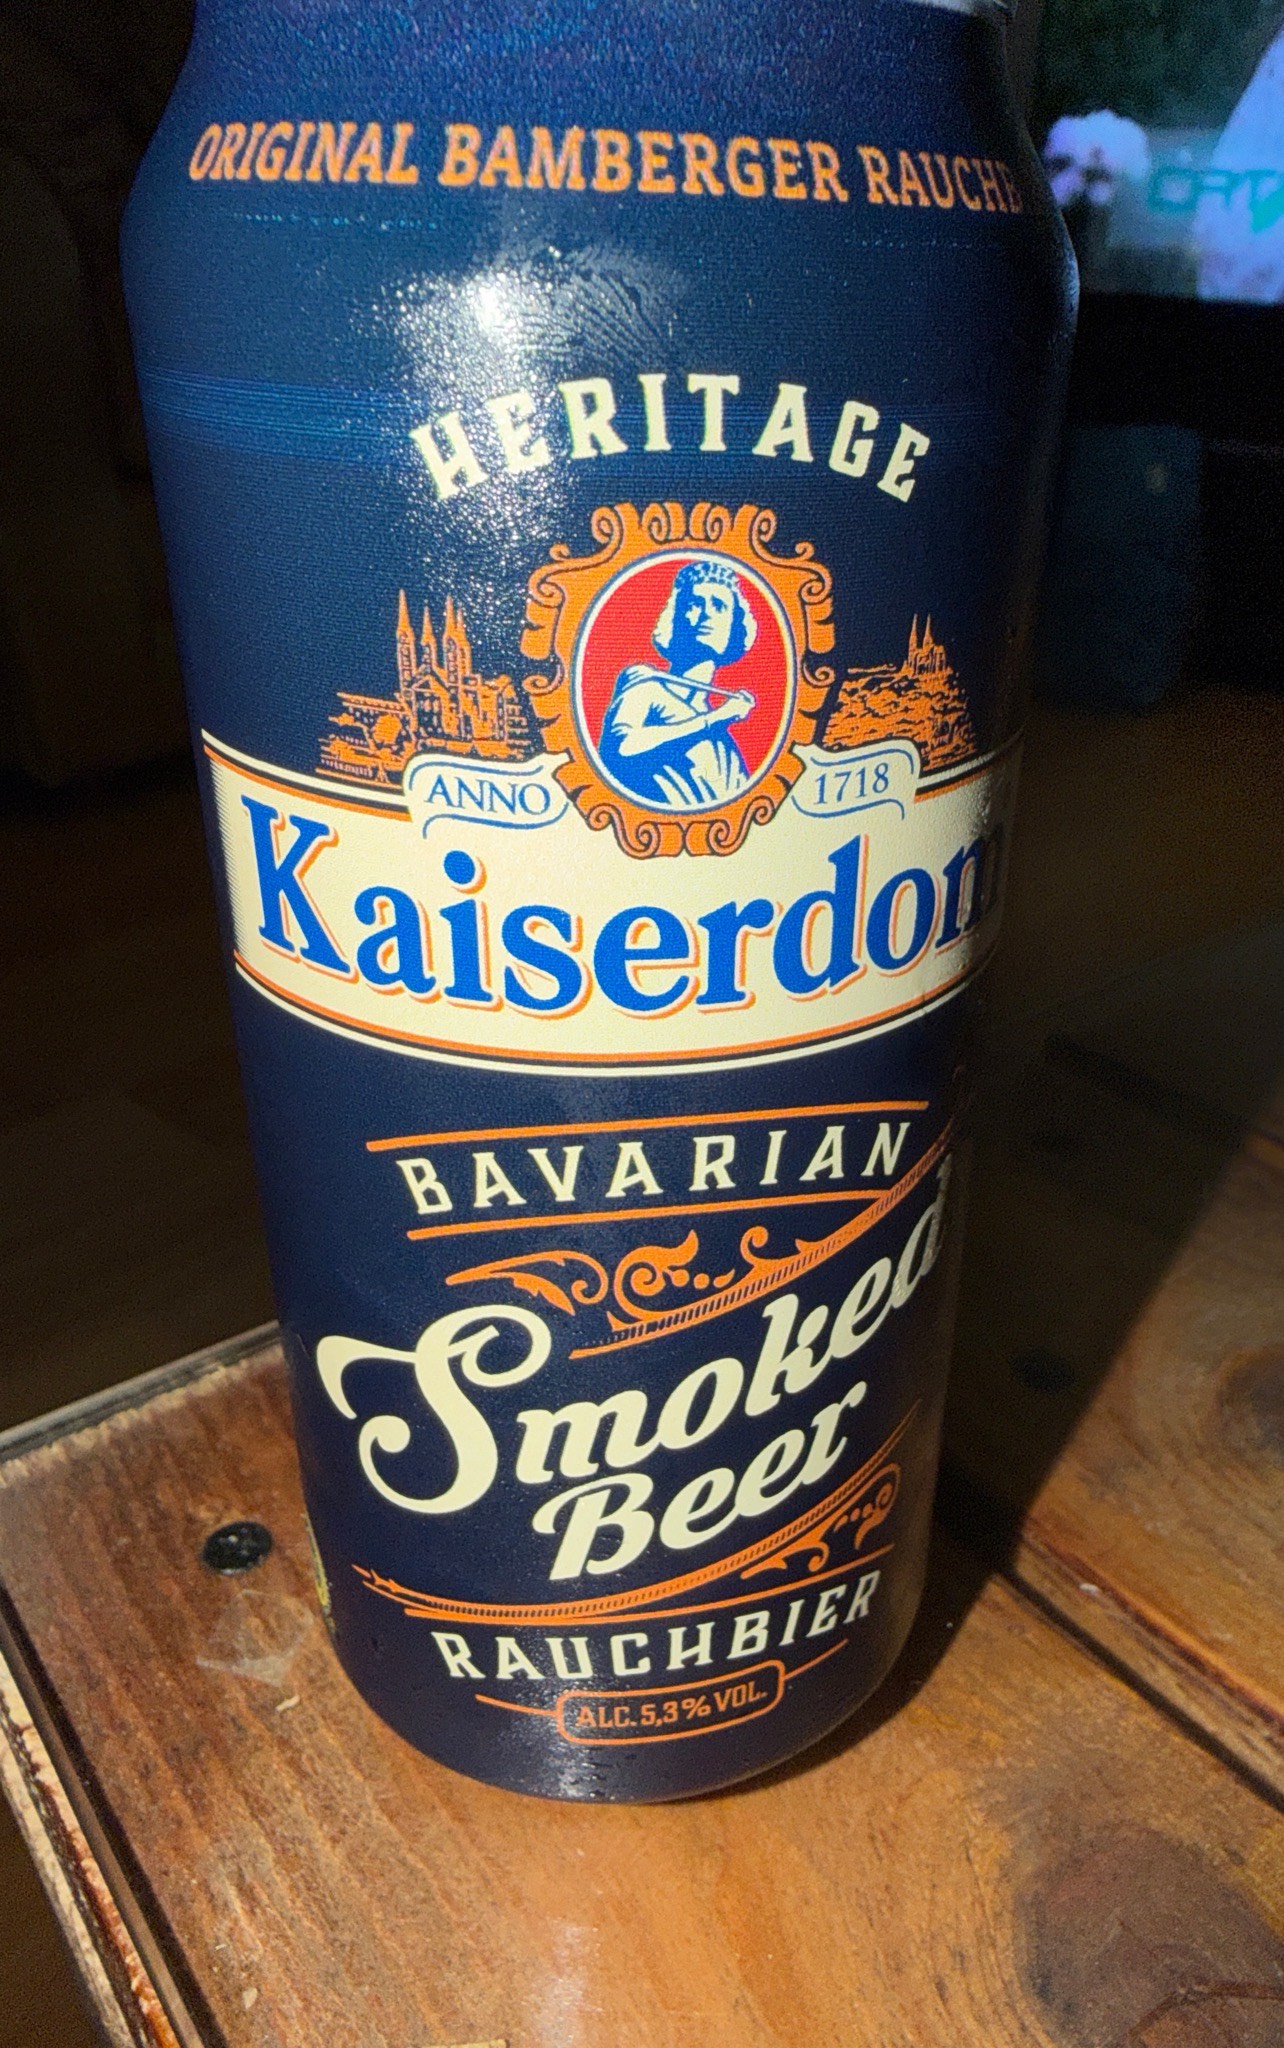 ORIGINAL BAMBERGER RAUCHB
HERITAGE
ANNO 1718
Kaiserdom
BAVARIAN
Smoked
Beer
RAUCHBIER
ALC. 5,3% VOL.